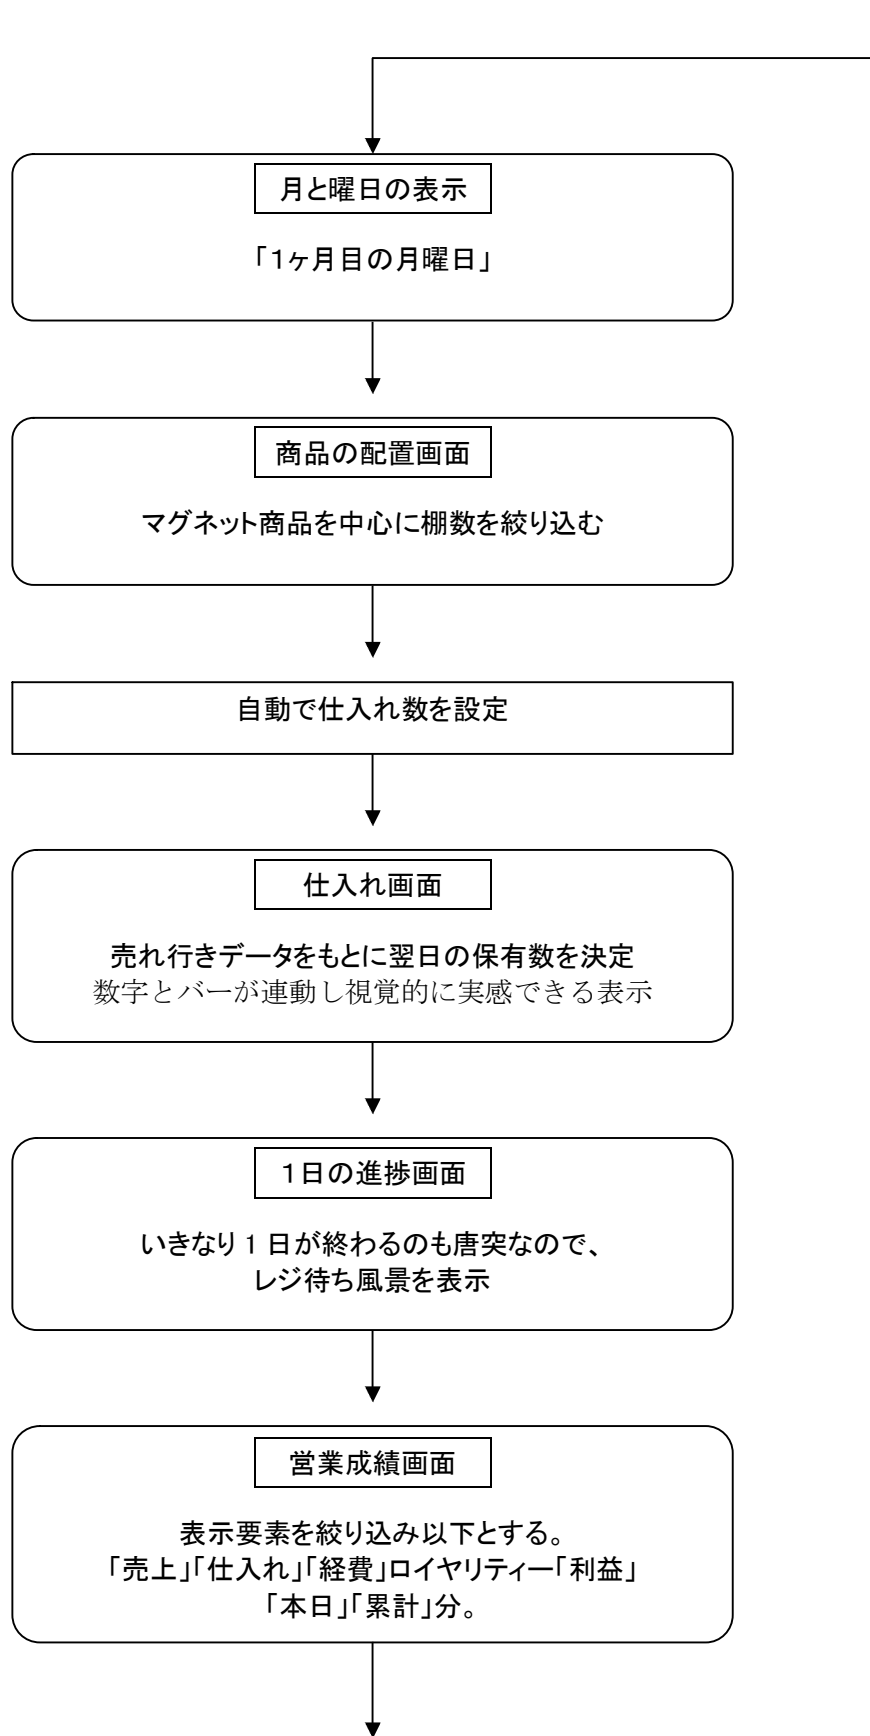 月と曜日の表示
「1ヶ月目の月曜日」
商品の配置画面
マグネット商品を中心に棚数を絞り込む
自動で仕入れ数を設定
仕入れ画面
売れ行きデータをもとに翌日の保有数を決定
数字とバーが連動し視覚的に実感できる表示
1日の進捗画面
いきなり 1 日が終わるのも唐突なので、
レジ待ち風景を表示
営業成績画面
表示要素を絞り込み以下とする。
「売上」「仕入れ」「経費」ロイヤリティー「利益」
「本日」「累計」分。